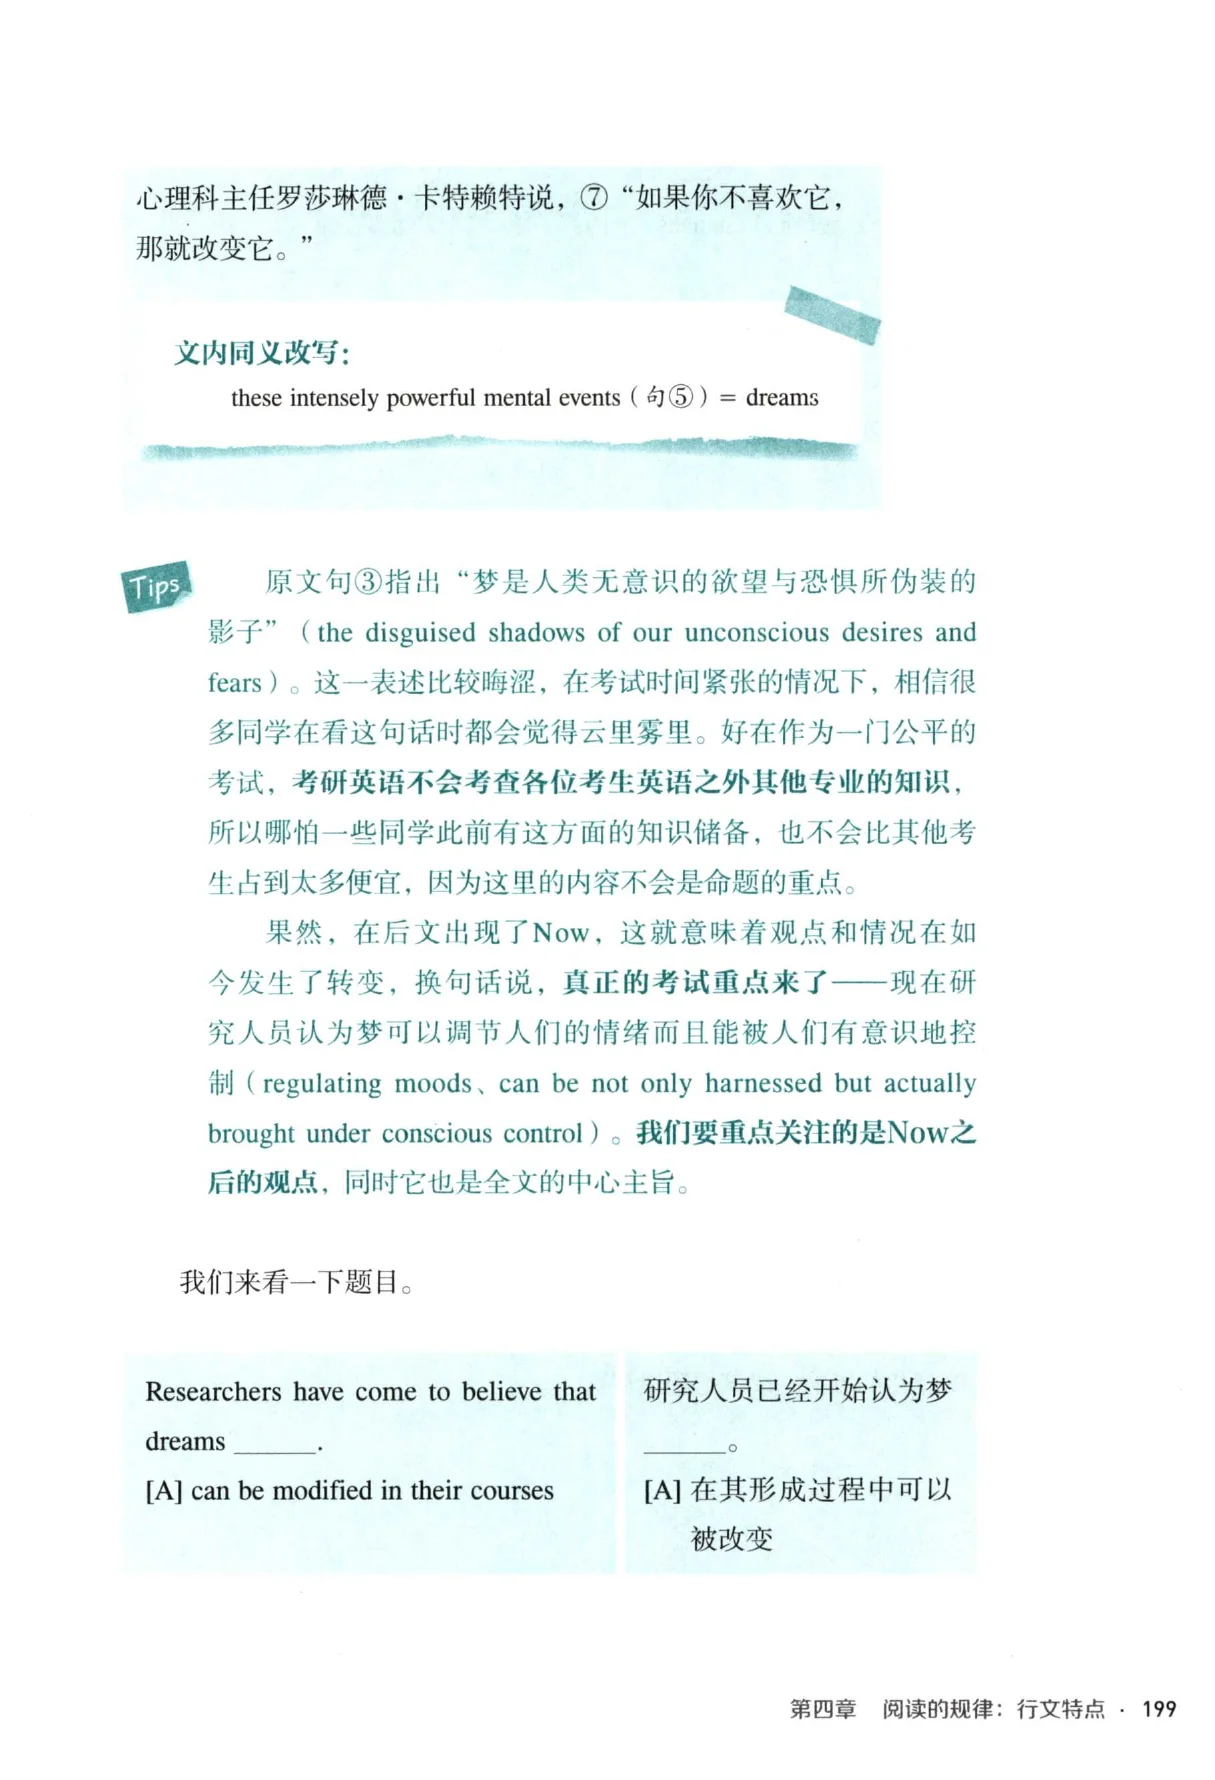 心理科主任罗莎琳德·卡特赖特说，⑦“如果你不喜欢它，
那就改变它。”
文内同义改写：
these intensely powerful mental events（句⑤）= dreams
Tips
原文句③指出“梦是人类无意识的欲望与恐惧所伪装的
影子”（the disguised shadows of our unconscious desires and
fears）。这一表述比较晦涩，在考试时间紧张的情况下，相信很
多同学在看这句话时都会觉得云里雾里。好在作为一门公平的
考试，考研英语不会考查各位考生英语之外其他专业的知识，
所以哪怕一些同学此前有这方面的知识储备，也不会比其他考
生占到太多便宜，因为这里的内容不会是命题的重点。
果然，在后文出现了Now，这就意味着观点和情况在如
今发生了转变，换句话说，真正的考试重点来了——现在研
究人员认为梦可以调节人们的情绪而且能被人们有意识地控
制（regulating moods、can be not only harnessed but actually
brought under conscious control）。我们要重点关注的是Now之
后的观点，同时它也是全文的中心主旨。
我们来看一下题目。
Researchers have come to believe that
dreams ______.
[A] can be modified in their courses
研究人员已经开始认为梦
______。
[A] 在其形成过程中可以
被改变
第四章 阅读的规律：行文特点 · 199